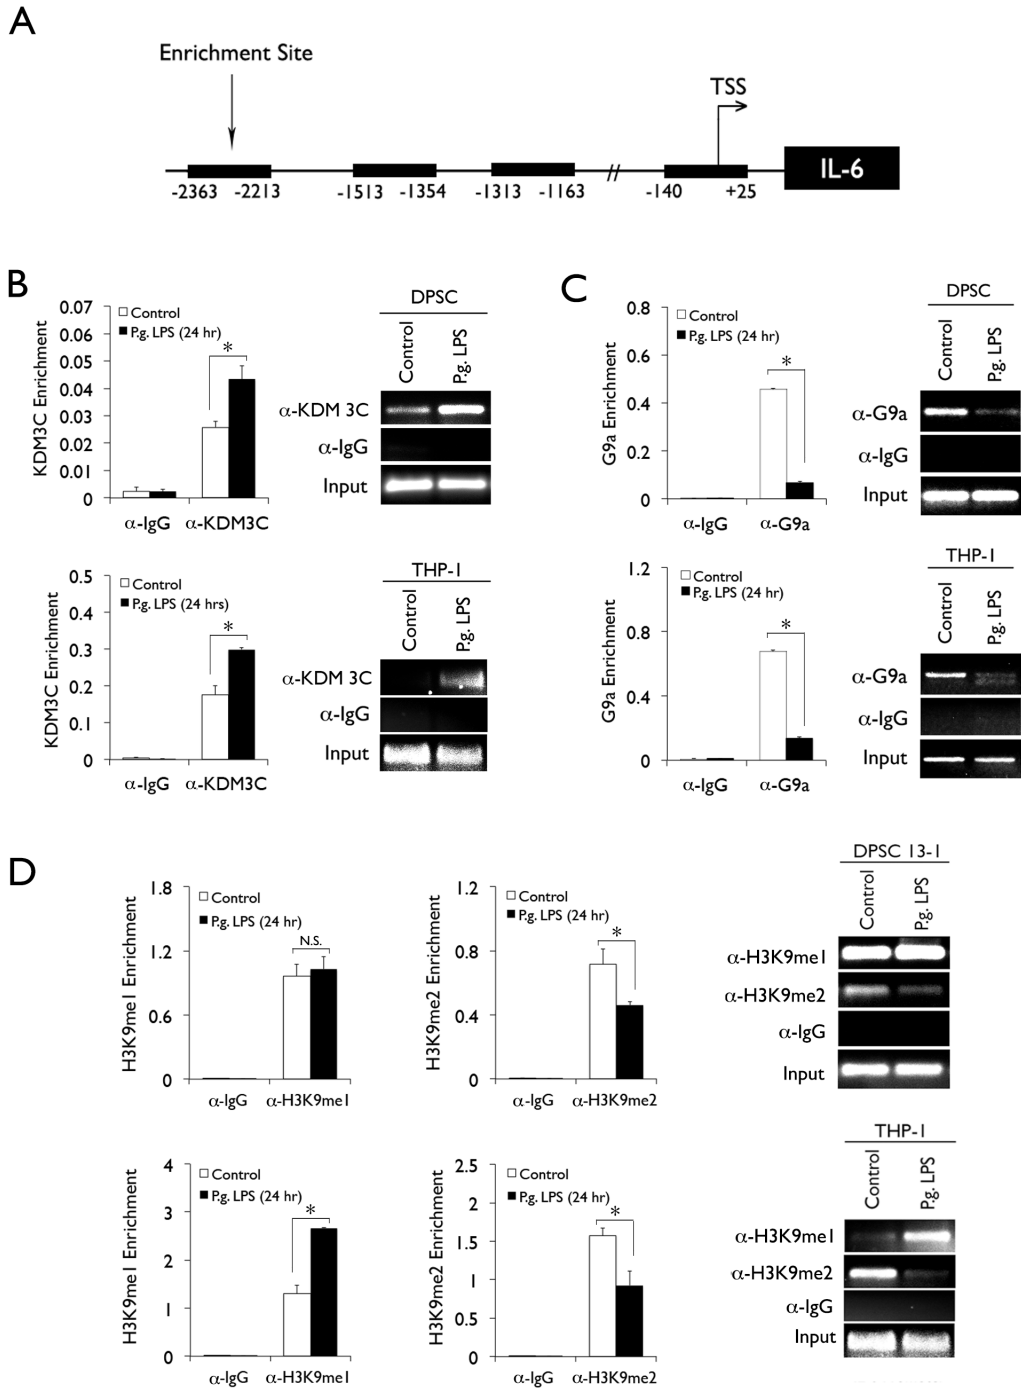 A
Enrichment Site
TSS
IL-6
-2363 -2213 -1513 -1354 -1313 -1163 // -140 +25
B
KDM3C Enrichment
0.07
0.06
0.05
0.04
0.03
0.02
0.01
0
Control
P.g. LPS (24 hr)
*
α-IgG α-KDM3C
DPSC
Control P.g. LPS
α-KDM 3C
α-IgG
Input
KDM3C Enrichment
0.5
0.4
0.3
0.2
0.1
0
Control
P.g. LPS (24 hrs)
*
α-IgG α-KDM3C
THP-1
Control P.g. LPS
α-KDM 3C
α-IgG
Input
C
G9a Enrichment
0.8
0.6
0.4
0.2
0
Control
P.g. LPS (24 hr)
*
α-IgG α-G9a
DPSC
Control P.g. LPS
α-G9a
α-IgG
Input
G9a Enrichment
1.2
0.8
0.4
0
Control
P.g. LPS (24 hr)
*
α-IgG α-G9a
THP-1
Control P.g. LPS
α-G9a
α-IgG
Input
D
H3K9me1 Enrichment
1.8
1.2
0.6
0
Control
P.g. LPS (24 hr)
N.S.
α-IgG α-H3K9me1
H3K9me2 Enrichment
1.2
0.8
0.4
0
Control
P.g. LPS (24 hr)
*
α-IgG α-H3K9me2
DPSC 13-1
Control P.g. LPS
α-H3K9me1
α-H3K9me2
α-IgG
Input
H3K9me1 Enrichment
4
3
2
1
0
Control
P.g. LPS (24 hr)
*
α-IgG α-H3K9me1
H3K9me2 Enrichment
2.5
2
1.5
1
0.5
0
Control
P.g. LPS (24 hr)
*
α-IgG α-H3K9me2
THP-1
Control P.g. LPS
α-H3K9me1
α-H3K9me2
α-IgG
Input